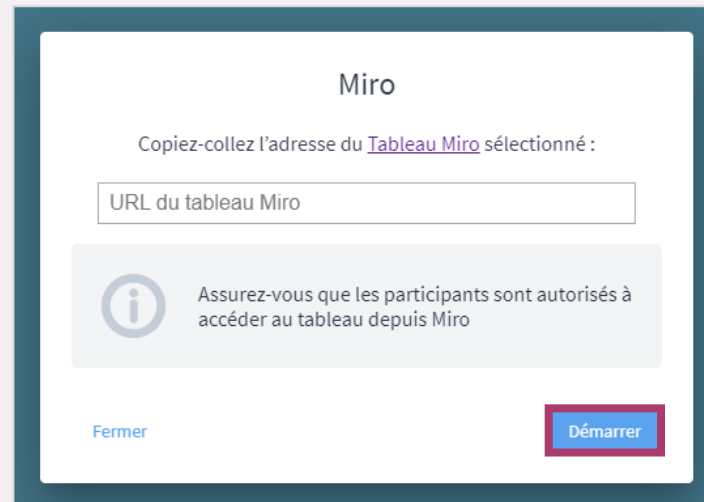 Miro
Copiez-collez l’adresse du Tableau Miro sélectionné :
URL du tableau Miro
Assurez-vous que les participants sont autorisés à
accéder au tableau depuis Miro
Fermer
Démarrer